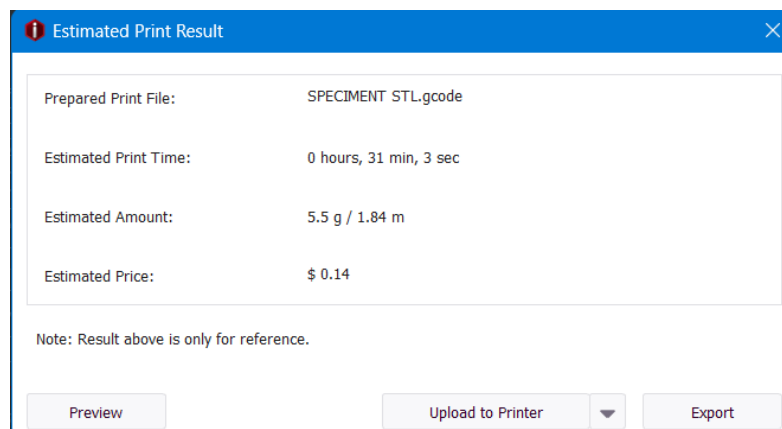 Estimated Print Result
Prepared Print File: SPECIMENT STL.gcode
Estimated Print Time: 0 hours, 31 min, 3 sec
Estimated Amount: 5.5 g / 1.84 m
Estimated Price: $ 0.14
Note: Result above is only for reference.
Preview Upload to Printer Export